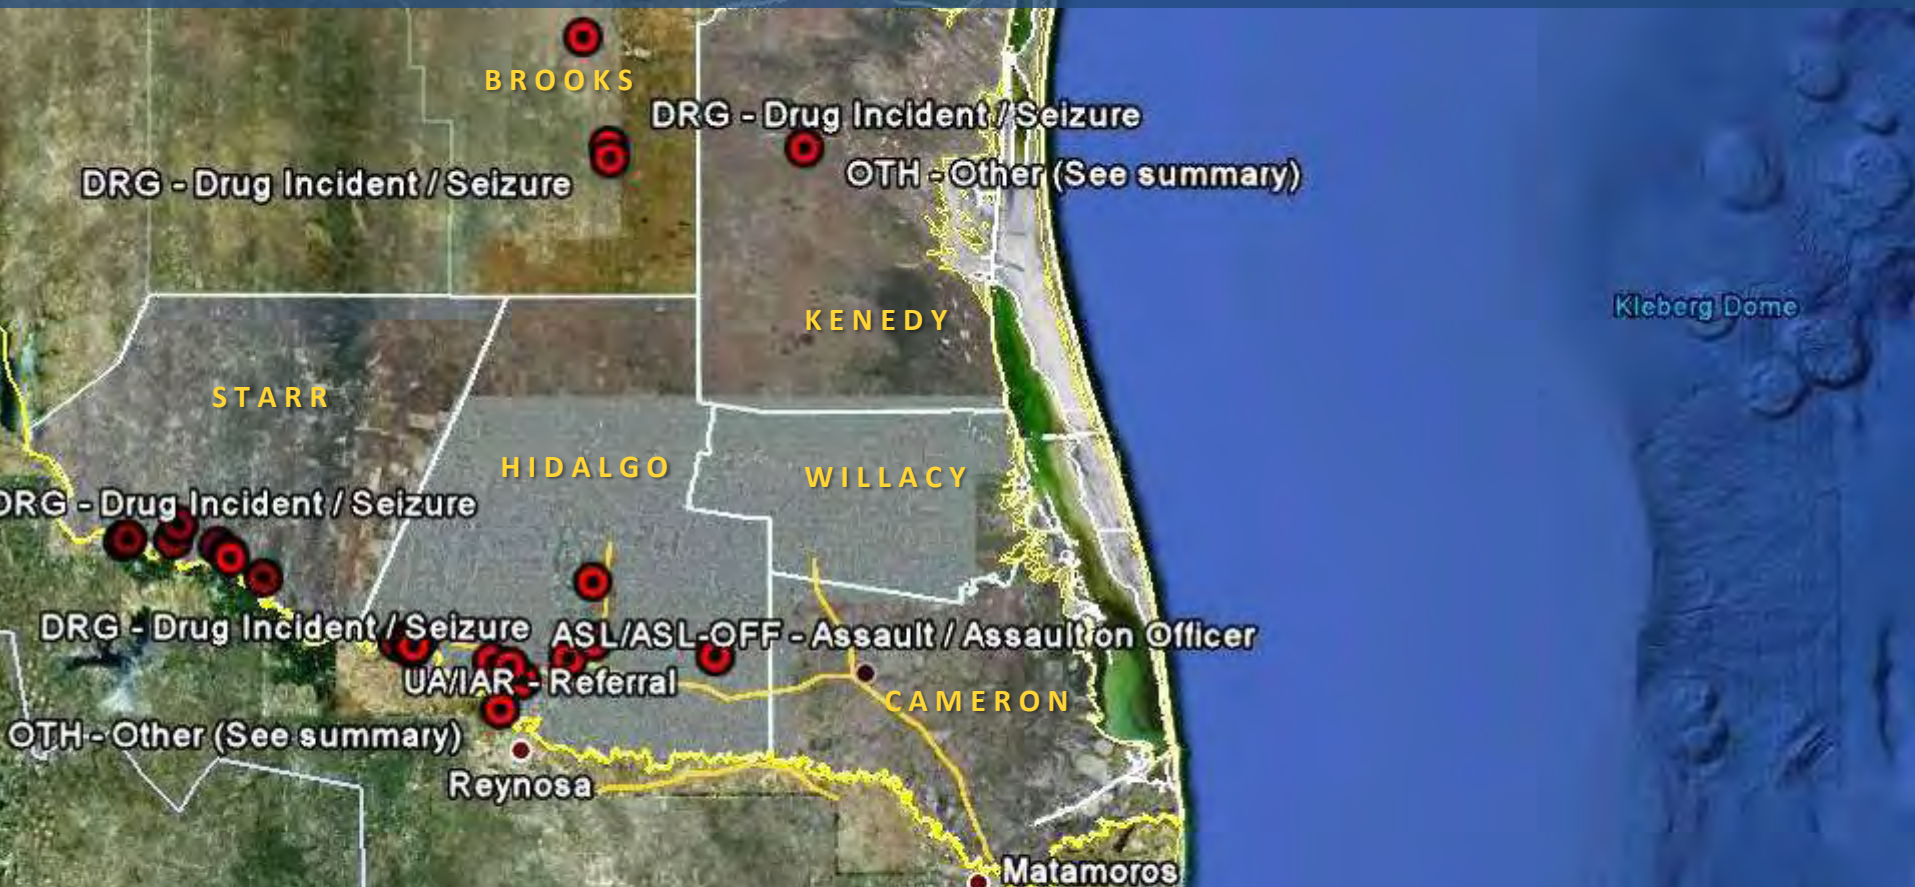 BROOKS
DRG - Drug Incident / Seizure
OTH - Other (See summary)
DRG - Drug Incident / Seizure
Kleberg Dome
KENEDY
STARR
HIDALGO
WILLACY
DRG - Drug Incident / Seizure
DRG - Drug Incident / Seizure
ASL/ASL-OFF - Assault / Assault on Officer
UA/IAR - Referral
CAMERON
OTH - Other (See summary)
Reynosa
Matamoros